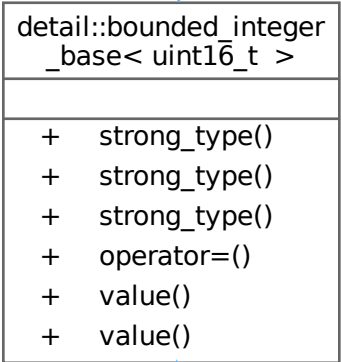 detail::bounded_integer
_base< uint16_t >
+ strong_type()
+ strong_type()
+ strong_type()
+ operator=()
+ value()
+ value()